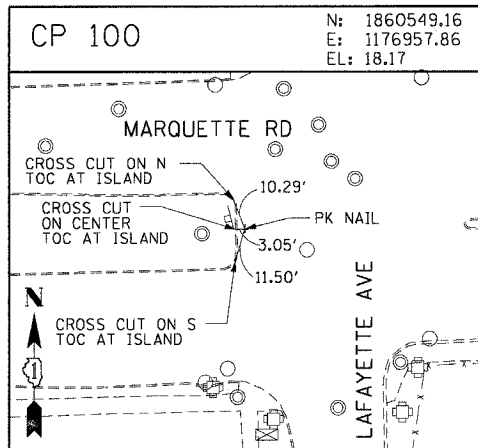 CP 100
N: 1860549.16
E: 1176957.86
EL: 18.17
MARQUETTE RD
CROSS CUT ON N
TOC AT ISLAND
10.29'
CROSS CUT
ON CENTER
TOC AT ISLAND
PK NAIL
3.05'
11.50'
N
CROSS CUT ON S
TOC AT ISLAND
1
LAFAYETTE AVE